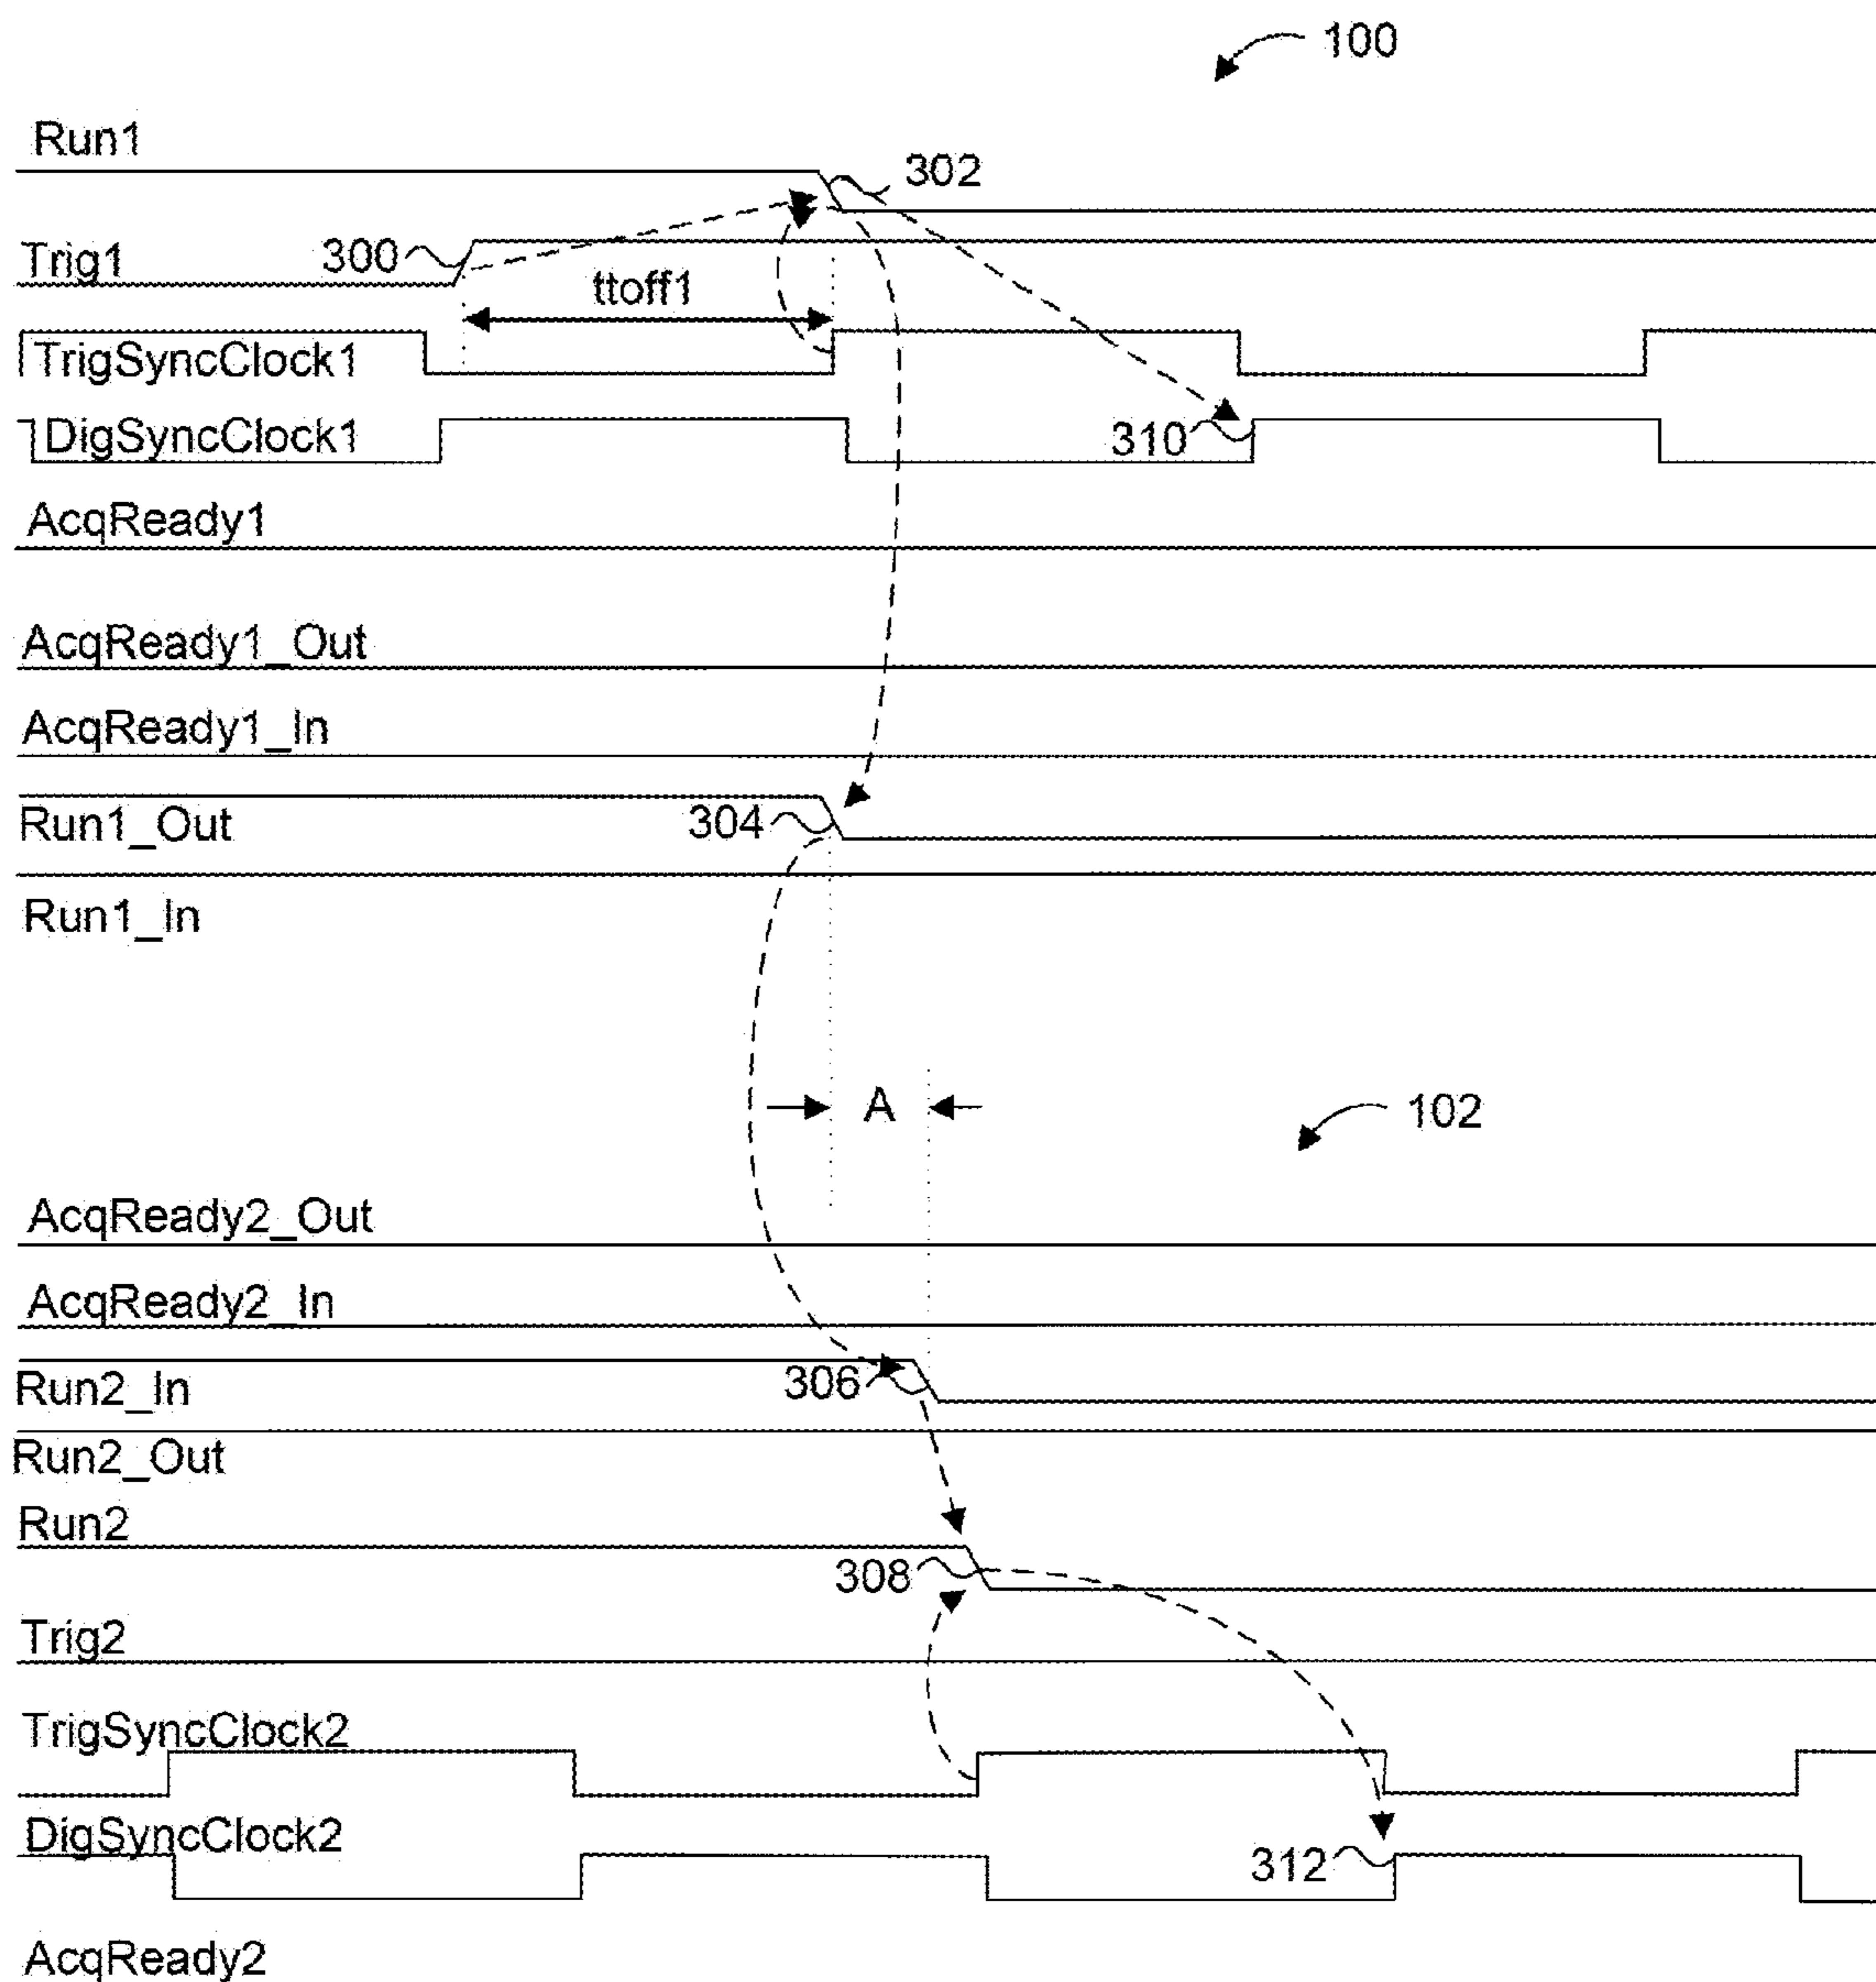 100
Run1
302
Trig1
300
ttoff1
TrigSyncClock1
DigSyncClock1
310
AcqReady1
AcqReady1_Out
AcqReady1_In
Run1_Out
304
Run1_In
A
102
AcqReady2_Out
AcqReady2_In
Run2_In
306
Run2_Out
Run2
308
Trig2
TrigSyncClock2
DigSyncClock2
312
AcqReady2